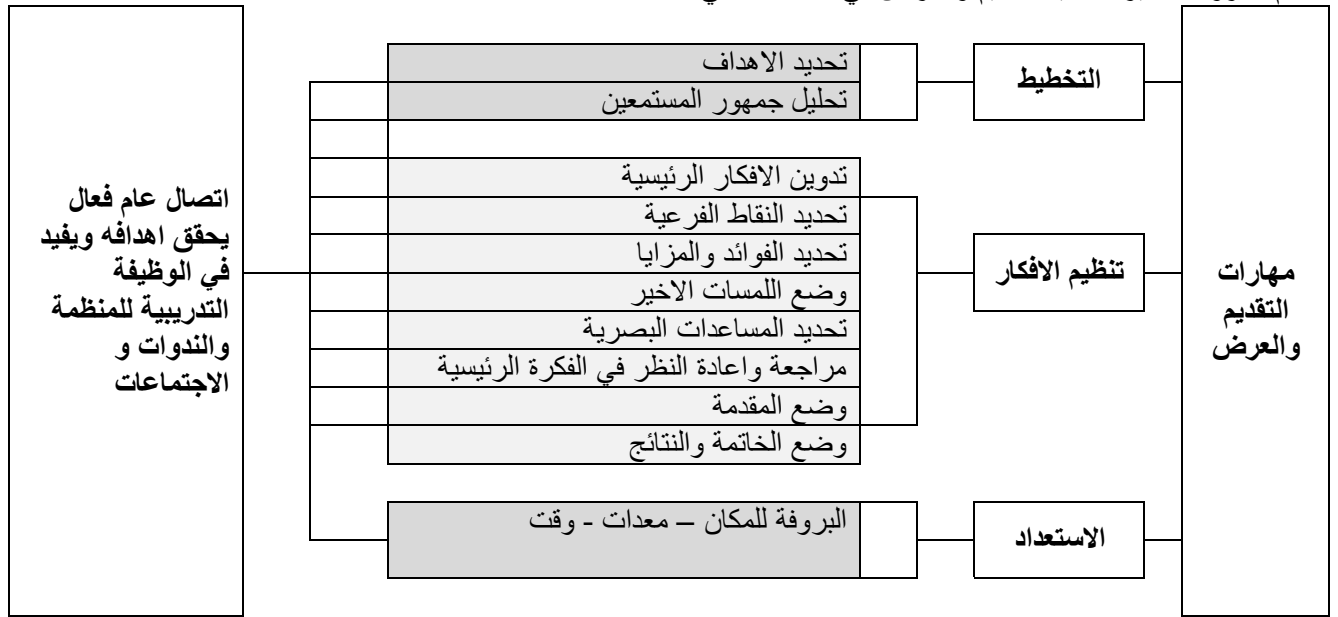 مهارات
التقديم
والعرض
التخطيط
تحديد الاهداف
تحليل جمهور المستمعين
تنظيم الافكار
تدوين الافكار الرئيسية
تحديد النقاط الفرعية
تحديد الفوائد والمزايا
وضع اللمسات الاخير
تحديد المساعدات البصرية
مراجعة واعادة النظر في الفكرة الرئيسية
وضع المقدمة
وضع الخاتمة والنتائج
الاستعداد
البروفة للمكان – معدات - وقت
اتصال عام فعال
يحقق اهدافه ويفيد
في الوظيفة
التدريبية للمنظمة
والندوات و
الاجتماعات